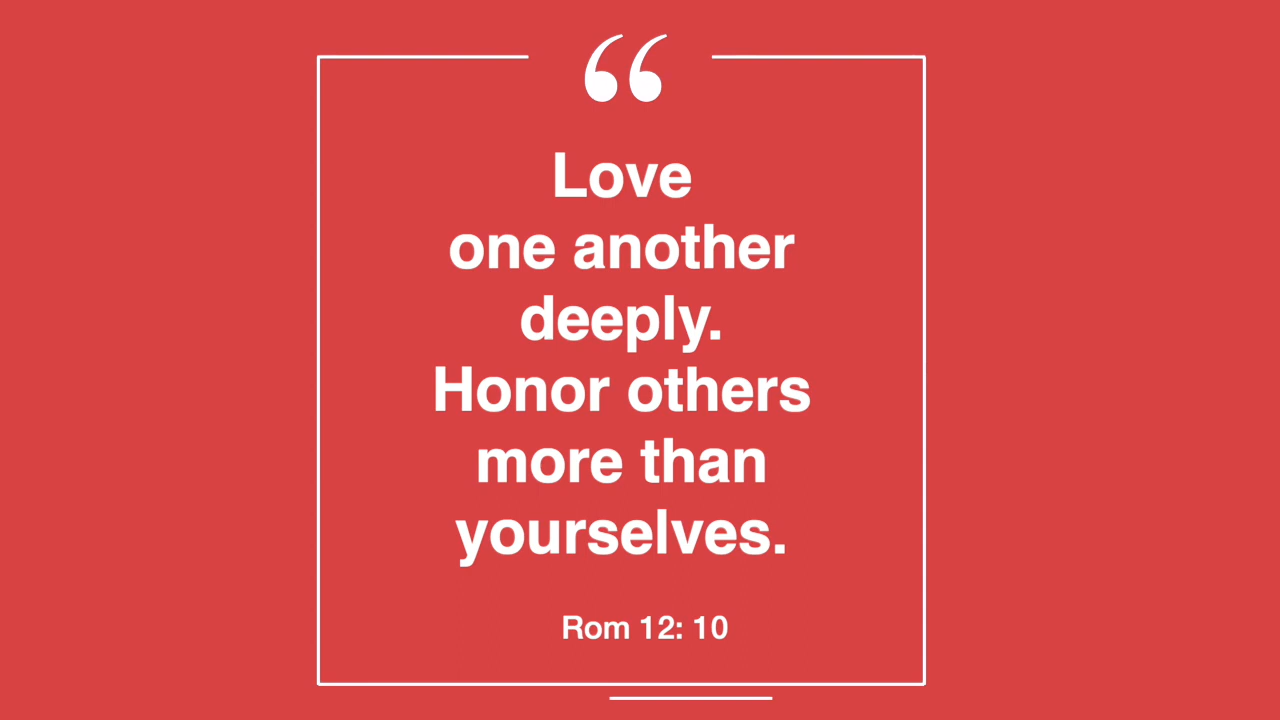 “
Love
one another
deeply.
Honor others
more than
yourselves.
Rom 12: 10